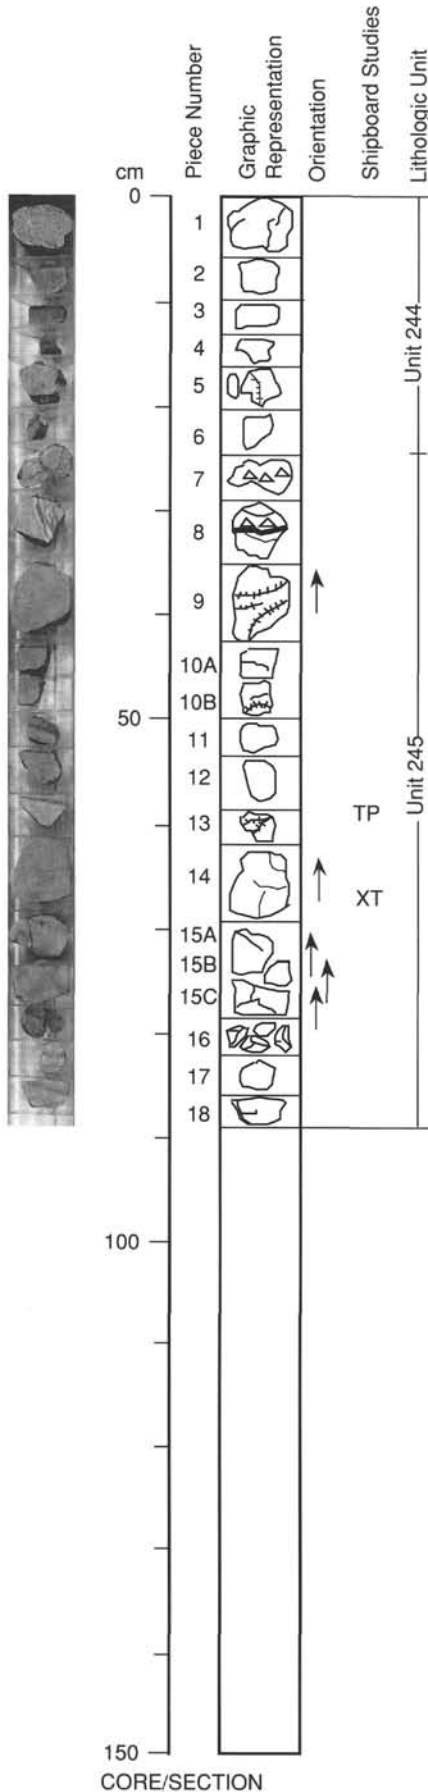 cm
Piece Number
Graphic
Representation
Orientation
Shipboard Studies
Lithologic Unit
0
1
2
3
4
Unit 244
5
6
7
8
9
10A
10B
50
11
Unit 245
12
TP
13
14
XT
15A
15B
15C
16
17
18
100
150
CORE/SECTION